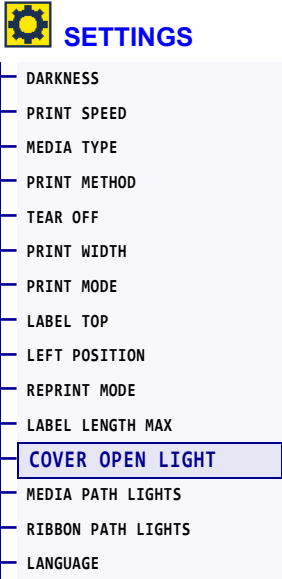 SETTINGS
DARKNESS
PRINT SPEED
MEDIA TYPE
PRINT METHOD
TEAR OFF
PRINT WIDTH
PRINT MODE
LABEL TOP
LEFT POSITION
REPRINT MODE
LABEL LENGTH MAX
COVER OPEN LIGHT
MEDIA PATH LIGHTS
RIBBON PATH LIGHTS
LANGUAGE